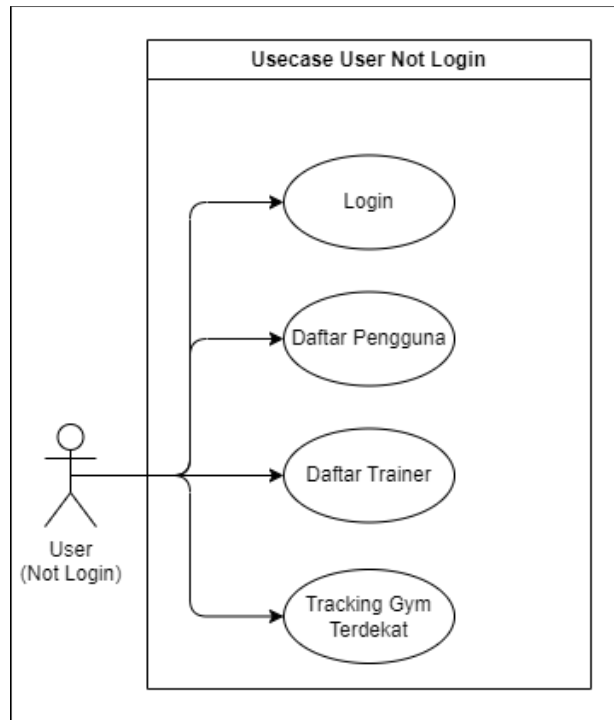 Usecase User Not Login
Login
Daftar Pengguna
Daftar Trainer
User
(Not Login)
Tracking Gym
Terdekat